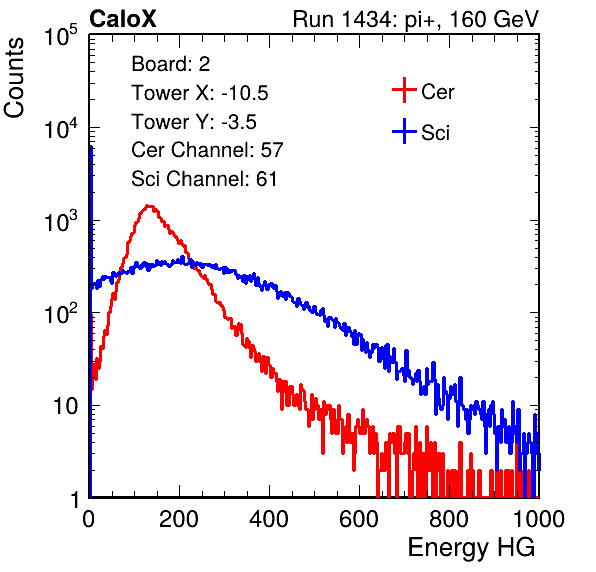 CaloX Run 1434: pi+, 160 GeV
Counts
10^5
10^4
10^3
10^2
10
1
Board: 2
Tower X: -10.5
Tower Y: -3.5
Cer Channel: 57
Sci Channel: 61
Cer
Sci
0 200 400 600 800 1000
Energy HG